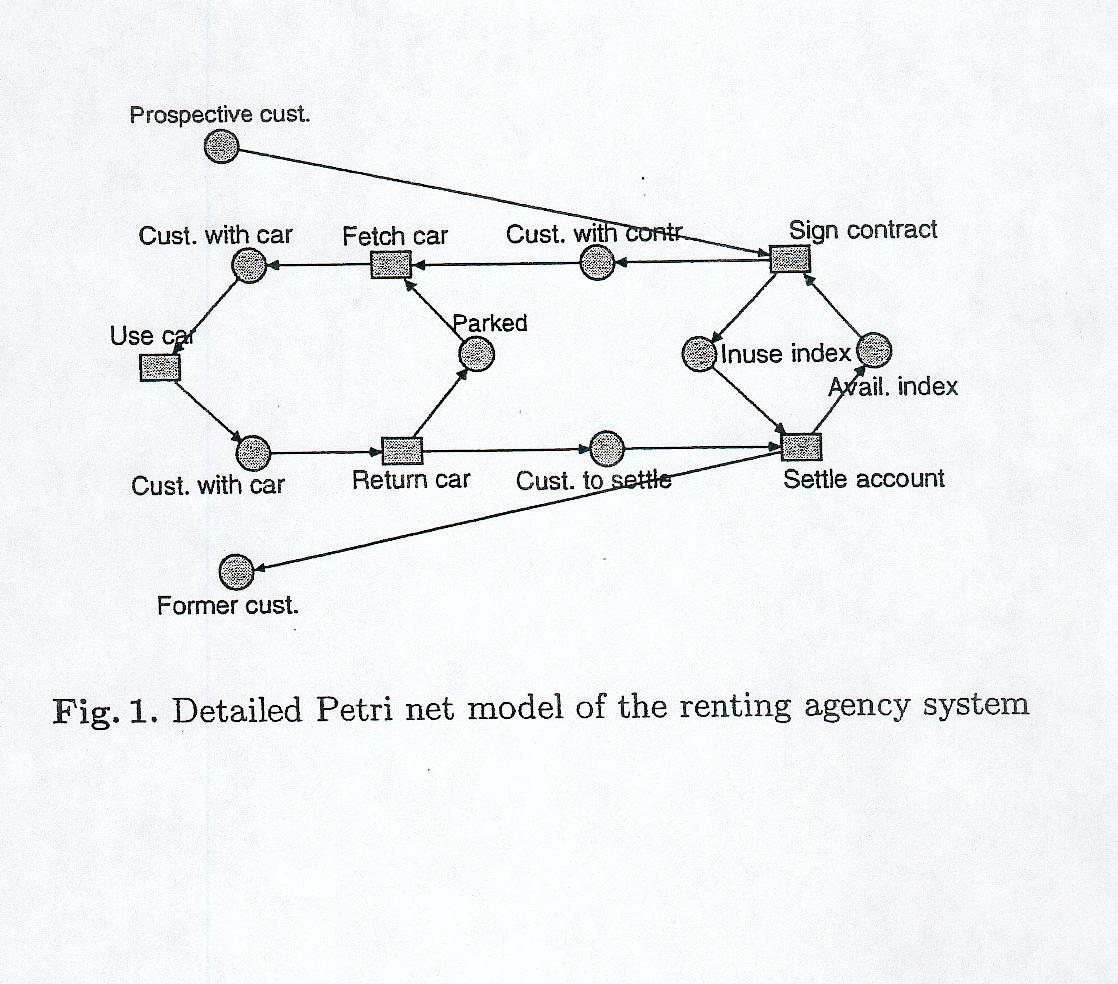 Prospective cust.
Cust. with car
Fetch car
Cust. with contr.
Sign contract
Use car
Parked
Inuse index
Avail. index
Cust. with car
Return car
Cust. to settle
Settle account
Former cust.
Fig. 1. Detailed Petri net model of the renting agency system